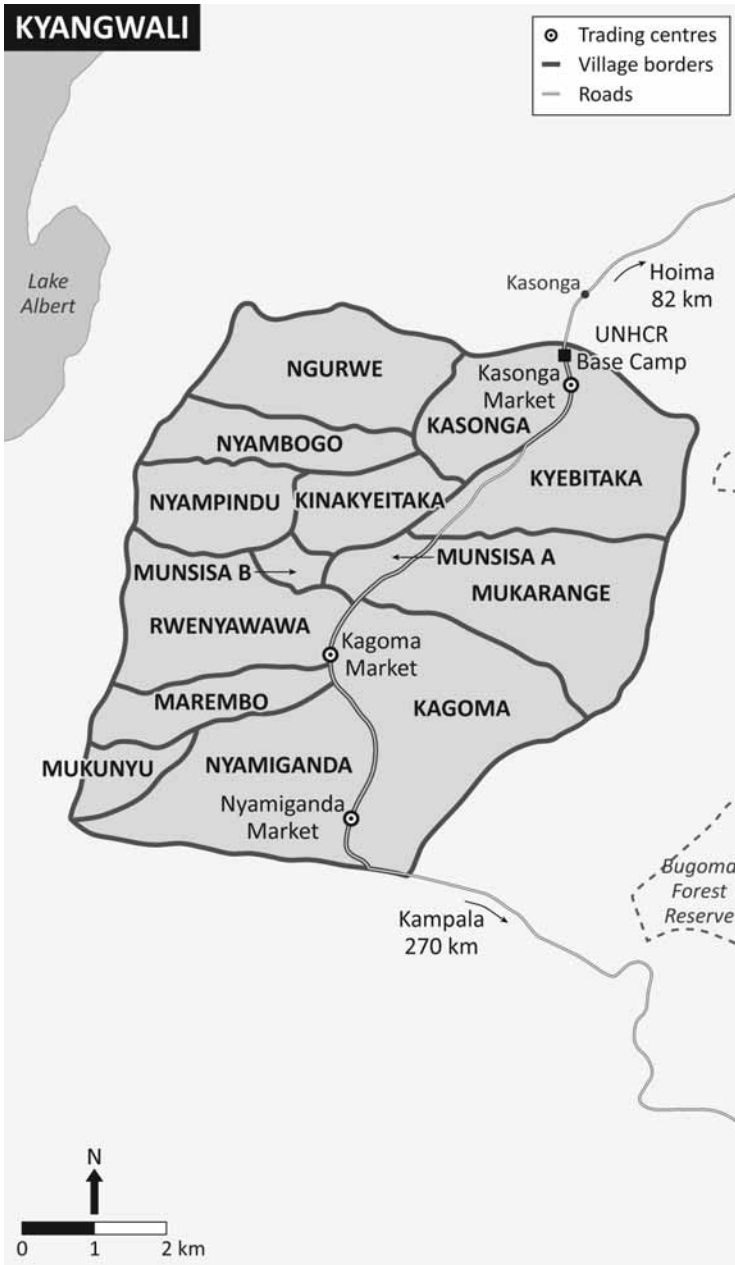 KYANGWALI
Trading centres
Village borders
Roads
Lake
Albert
Kasonga
Hoima
82 km
UNHCR
Base Camp
Kasonga
Market
NGURWE
KASONGA
NYAMBOGO
KYEBITAKA
NYAMPINDU
KINAKYEITAKA
MUNSISA A
MUNSISA B
MUKARANGE
RWENYAWAWA
Kagoma
Market
MAREMBO
KAGOMA
MUKUNYU
NYAMIGANDA
Nyamiganda
Market
Bugoma
Forest
Reserve
Kampala
270 km
N
0 1 2 km